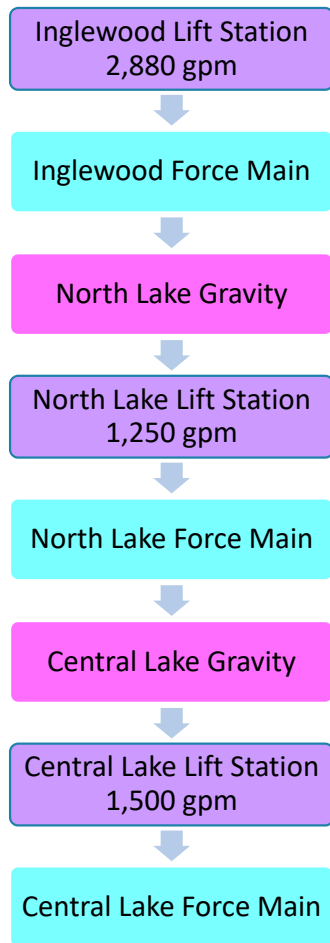 Inglewood Lift Station
2,880 gpm
Inglewood Force Main
North Lake Gravity
North Lake Lift Station
1,250 gpm
North Lake Force Main
Central Lake Gravity
Central Lake Lift Station
1,500 gpm
Central Lake Force Main